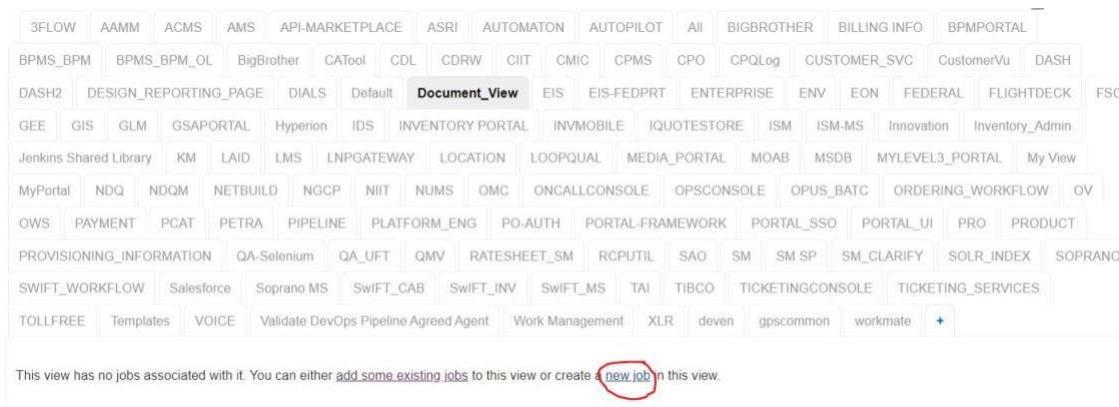 3FLOW AAMM ACMS AMS API-MARKETPLACE ASRI AUTOMATON AUTOPILOT All BIGBROTHER BILLING INFO BPMPORTAL
BPMS_BPM BPMS_BPM_OL BigBrother CATool CDL CDRW CIIT CMIC CPMS CPO CPQLog CUSTOMER_SVC CustomerVu DASH
DASH2 DESIGN_REPORTING_PAGE DIALS Default Document_View EIS EIS-FEDPRT ENTERPRISE ENV EON FEDERAL FLIGHTDECK FSC
GEE GIS GLM GSAPORTAL Hyperion IDS INVENTORY PORTAL INVMOBILE IQUOTESTORE ISM ISM-MS Innovation Inventory_Admin
Jenkins Shared Library KM LAID LMS LNPGATEWAY LOCATION LOOPQUAL MEDIA_PORTAL MOAB MSDB MYLEVEL3_PORTAL My View
MyPortal NDQ NDQM NETBUILD NGCP NIIT NUMS OMC ONCALLCONSOLE OPSCONSOLE OPUS_BATC ORDERING_WORKFLOW OV
OWS PAYMENT PCAT PETRA PIPELINE PLATFORM_ENG PO-AUTH PORTAL-FRAMEWORK PORTAL_SSO PORTAL_UI PRO PRODUCT
PROVISIONING_INFORMATION QA-Selenium QA_UFT QMV RATESHEET_SM RCPUTIL SAO SM SM SP SM_CLARIFY SOLR_INDEX SOPRANO
SWIFT_WORKFLOW Salesforce Soprano MS SwIFT_CAB SwIFT_INV SwIFT_MS TAI TIBCO TICKETINGCONSOLE TICKETING_SERVICES
TOLLFREE Templates VOICE Validate DevOps Pipeline Agreed Agent Work Management XLR deven gpscommon workmate +
This view has no jobs associated with it. You can either add some existing jobs to this view or create a new job in this view.